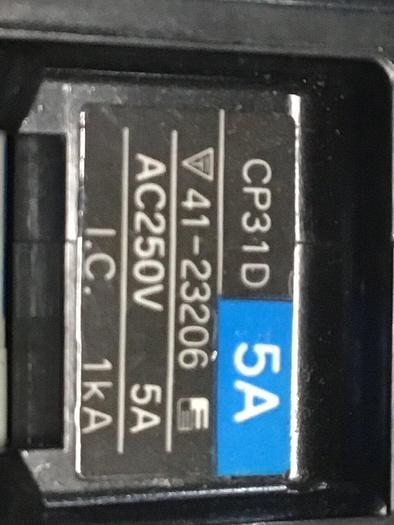 CP31D 5A
▽ 41-23206
AC250V 5A
I.C. 1kA